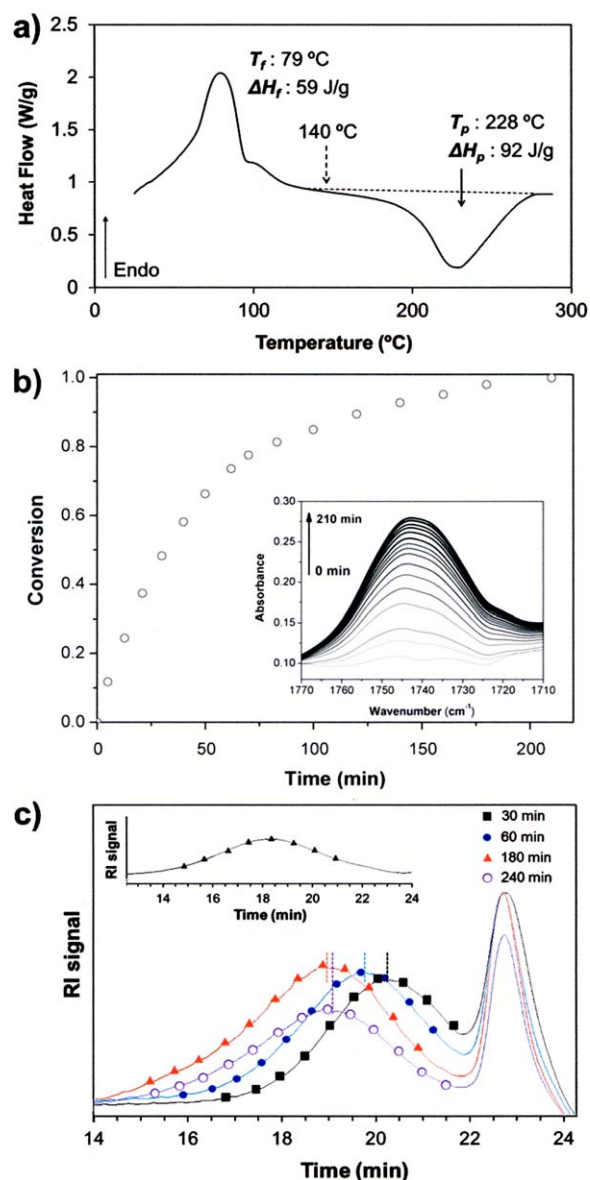 a)
2.5
2
1.5
1
0.5
0
Heat Flow (W/g)
T_f : 79 ºC
ΔH_f : 59 J/g
140 ºC
T_p : 228 ºC
ΔH_p : 92 J/g
Endo
0 100 200 300
Temperature (ºC)
b)
1.0
0.8
0.6
0.4
0.2
0.0
Conversion
0 50 100 150 200
Time (min)
0.30
0.25
0.20
0.15
0.10
Absorbance
210 min
0 min
1770 1760 1750 1740 1730 1720 1710
Wavenumber (cm⁻¹)
c)
RI signal
14 16 18 20 22 24
Time (min)
30 min
60 min
180 min
240 min
RI signal
14 16 18 20 22 24
Time (min)